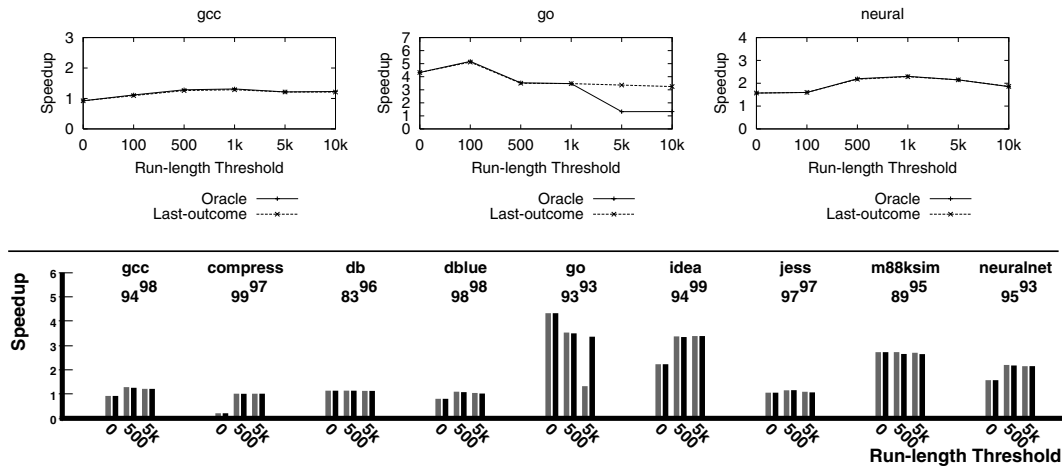 gcc
go
neural
Speedup
3
2
1
0
0 100 500 1k 5k 10k
Run-length Threshold
Oracle
Last-outcome
Speedup
7
6
5
4
3
2
1
0
0 100 500 1k 5k 10k
Run-length Threshold
Oracle
Last-outcome
Speedup
4
3
2
1
0
0 100 500 1k 5k 10k
Run-length Threshold
Oracle
Last-outcome
Speedup
6
5
4
3
2
1
0
gcc compress db dblue go idea jess m88ksim neuralnet
94 98 99 97 83 96 98 98 93 93 94 99 97 97 89 95 95 93
0 500 5k 0 500 5k 0 500 5k 0 500 5k 0 500 5k 0 500 5k 0 500 5k 0 500 5k 0 500 5k
Run-length Threshold